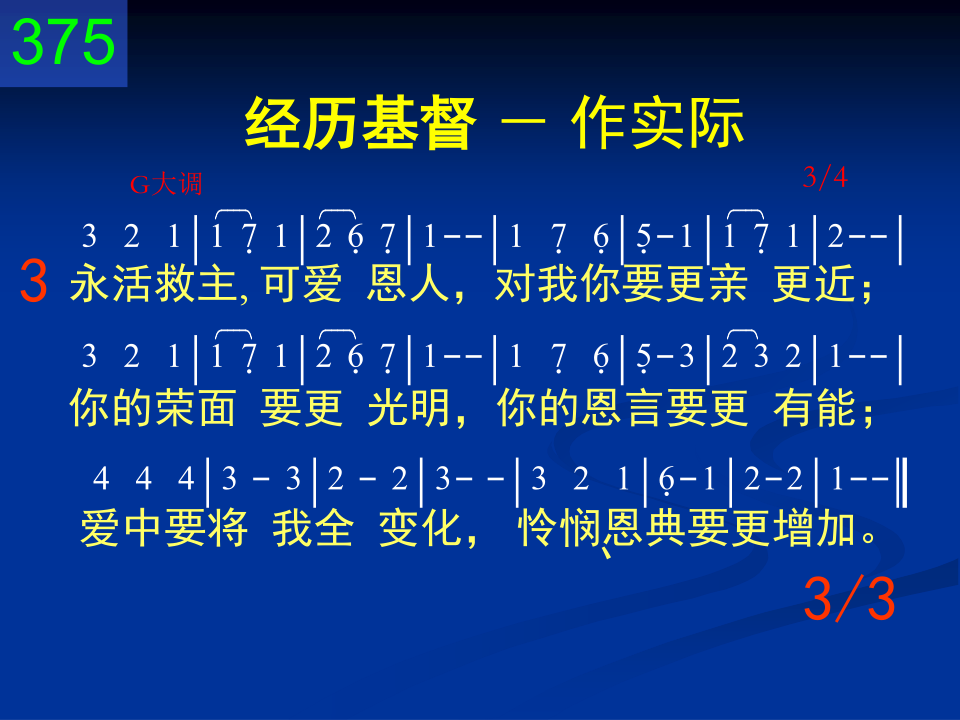 375
经历基督 － 作实际
G大调 3/4
3 2 1|1 7̣ 1|2 6̣ 7̣|1--|1 7̣ 6̣|5̣-1|1 7̣ 1|2--|
3 永活救主, 可爱 恩人，对我你要更亲 更近；
3 2 1|1 7̣ 1|2 6̣ 7̣|1--|1 7̣ 6̣|5̣-3|2 3 2|1--|
你的荣面 要更 光明，你的恩言要更 有能；
4 4 4|3 - 3|2 - 2|3- -|3 2 1|6̣-1|2-2|1--‖
爱中要将 我全 变化， 怜悯、恩典要更增加。
3/3